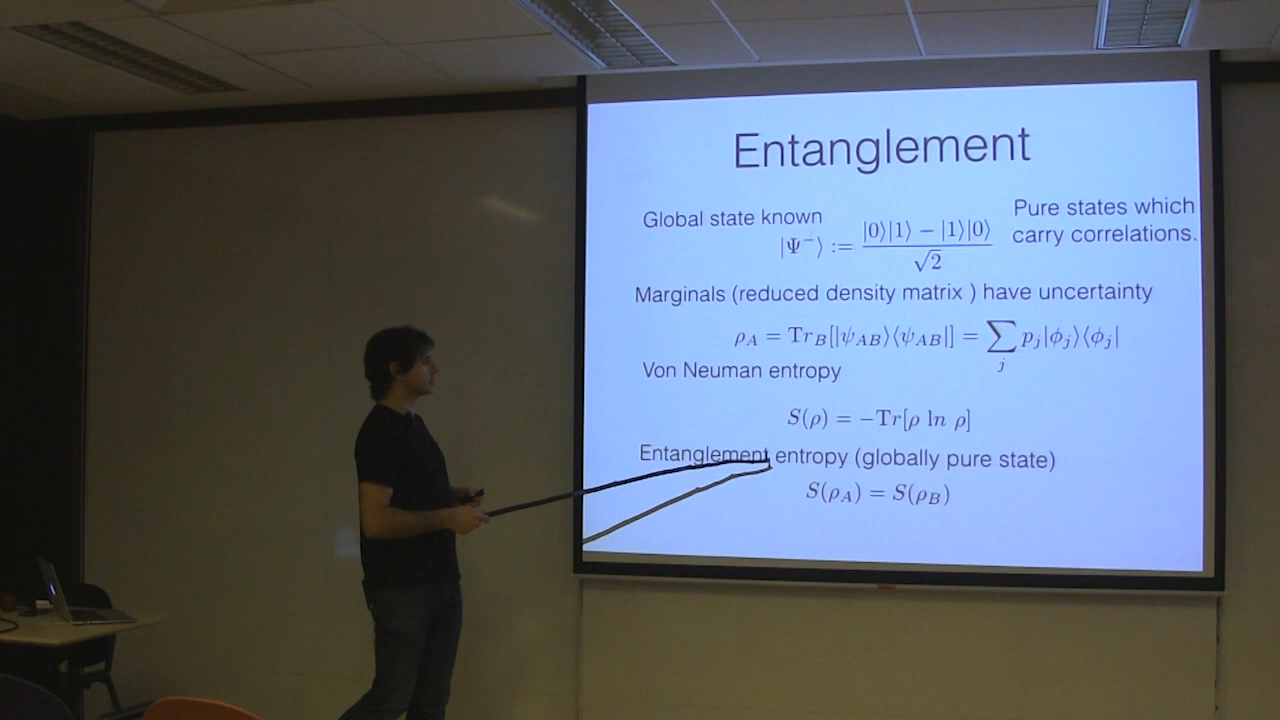 Entanglement
Global state known
|Ψ⁻⟩ := |0⟩|1⟩ − |1⟩|0⟩ / √2
Pure states which
carry correlations.
Marginals (reduced density matrix ) have uncertainty
ρ_A = Tr_B[|ψ_AB⟩⟨ψ_AB|] = ∑_j p_j|ϕ_j⟩⟨ϕ_j|
Von Neuman entropy
S(ρ) = −Tr[ρ ln ρ]
Entanglement entropy (globally pure state)
S(ρ_A) = S(ρ_B)